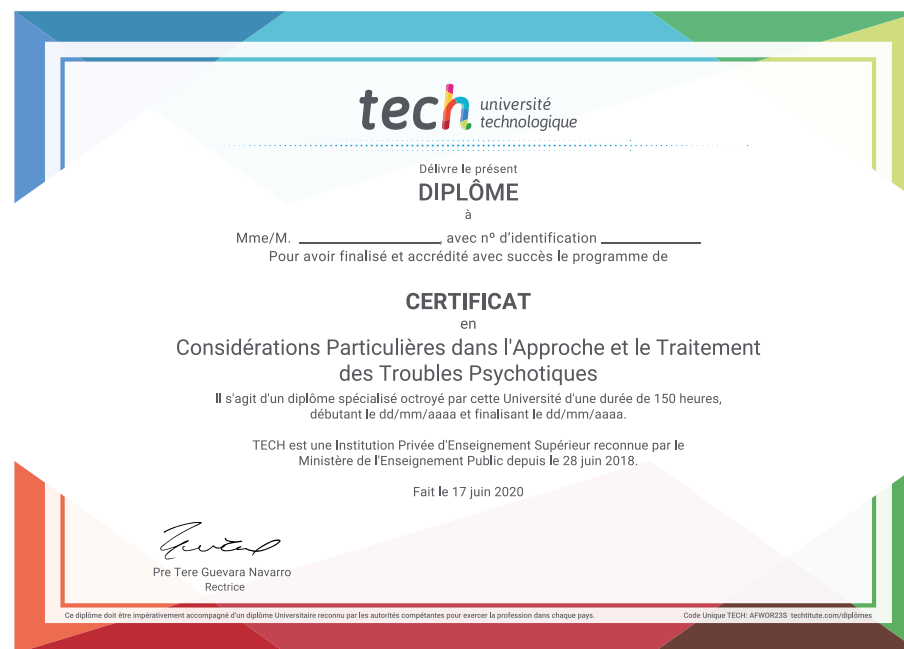 tech université
technologique
Délivre le présent
DIPLÔME
à
Mme/M. ____________________, avec nº d'identification ______________
Pour avoir finalisé et accrédité avec succès le programme de
CERTIFICAT
en
Considérations Particulières dans l'Approche et le Traitement
des Troubles Psychotiques
Il s'agit d'un diplôme spécialisé octroyé par cette Université d'une durée de 150 heures,
débutant le dd/mm/aaaa et finalisant le dd/mm/aaaa.
TECH est une Institution Privée d'Enseignement Supérieur reconnue par le
Ministère de l'Enseignement Public depuis le 28 juin 2018.
Fait le 17 juin 2020
Pre Tere Guevara Navarro
Rectrice
Ce diplôme doit être impérativement accompagné d'un diplôme Universitaire reconnu par les autorités compétentes pour exercer la profession dans chaque pays.
Code Unique TECH: AFWOR23S techtitute.com/diplômes